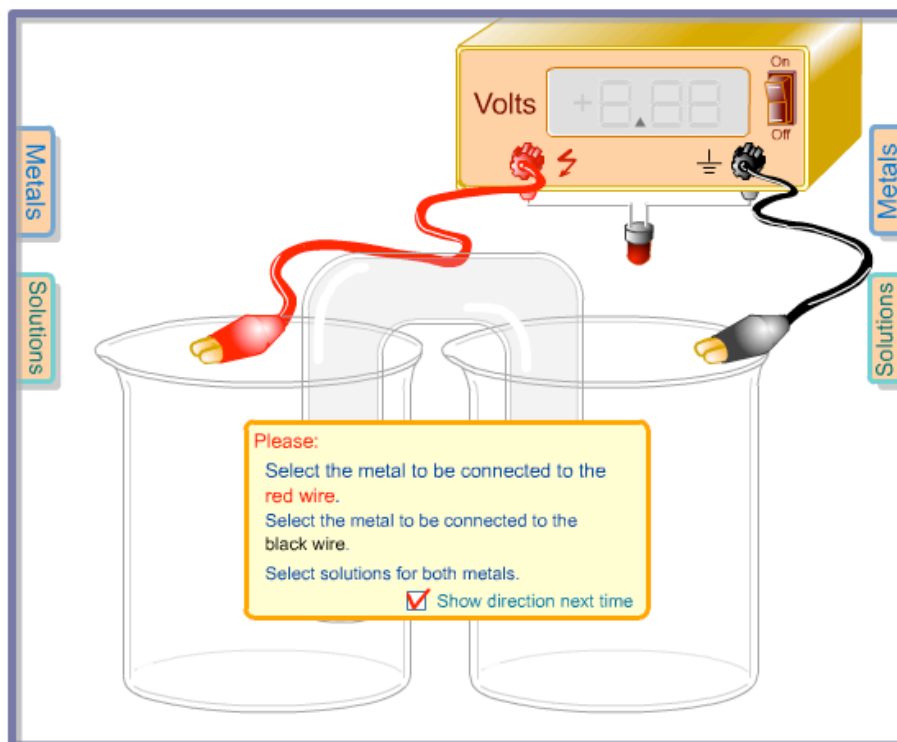 On
Volts
Off
Metals
Metals
Solutions
Solutions
Please:
Select the metal to be connected to the
red wire.
Select the metal to be connected to the
black wire.
Select solutions for both metals.
Show direction next time